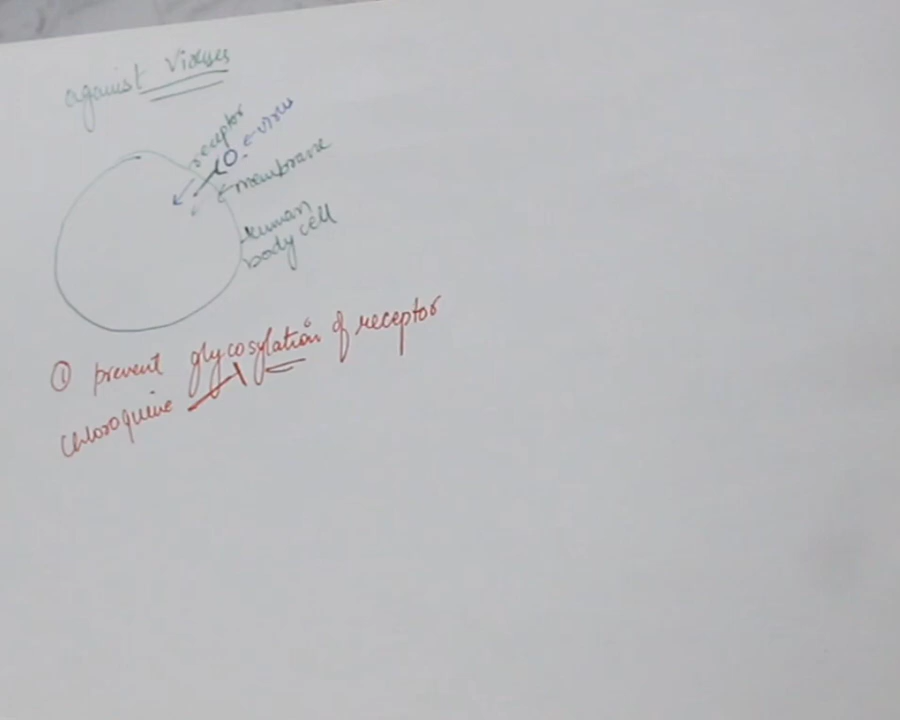 against Viruses
receptor
← virus
← membrane
Human
body cell
① prevent glycosylation of receptor
chloroquine